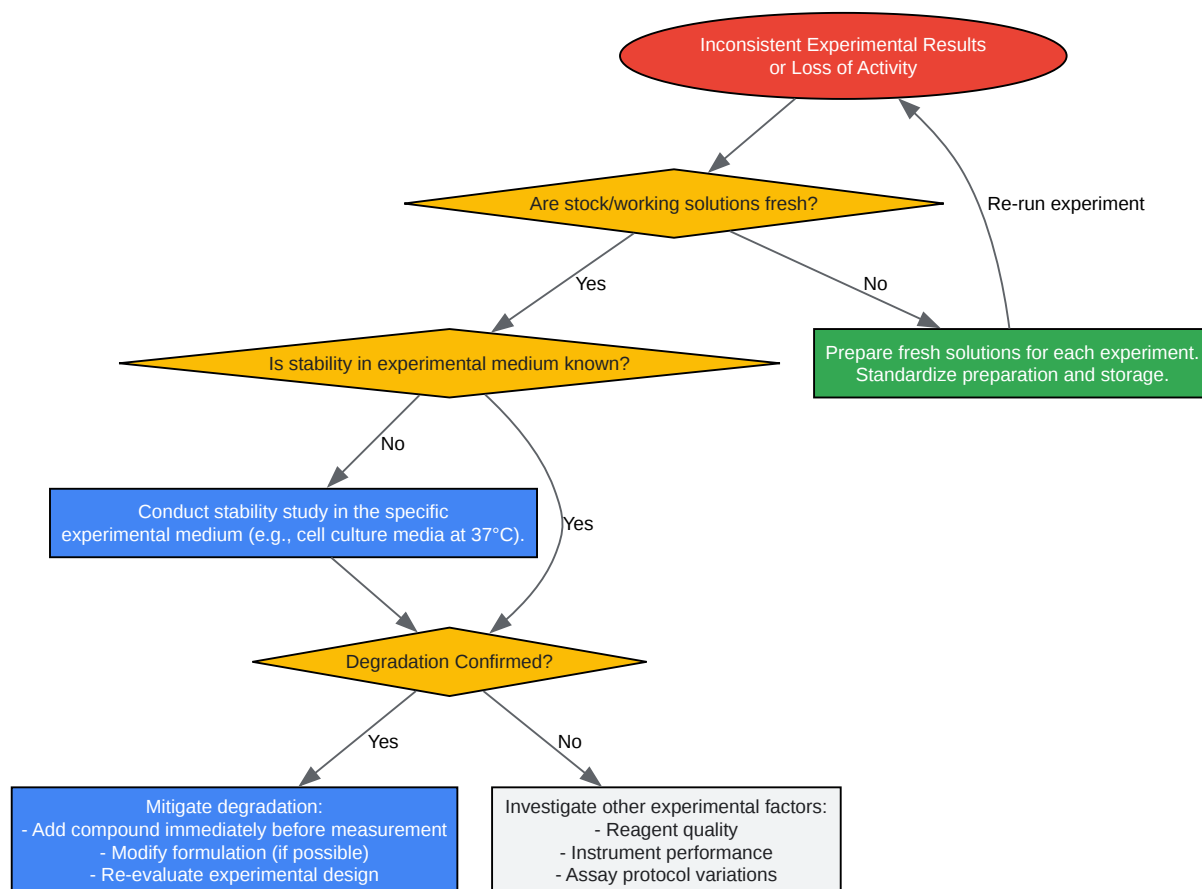 Inconsistent Experimental Results
or Loss of Activity
Are stock/working solutions fresh?
Re-run experiment
Yes
No
Is stability in experimental medium known?
Prepare fresh solutions for each experiment.
Standardize preparation and storage.
No
Conduct stability study in the specific
experimental medium (e.g., cell culture media at 37°C).
Yes
Degradation Confirmed?
Yes
No
Mitigate degradation:
- Add compound immediately before measurement
- Modify formulation (if possible)
- Re-evaluate experimental design
Investigate other experimental factors:
- Reagent quality
- Instrument performance
- Assay protocol variations